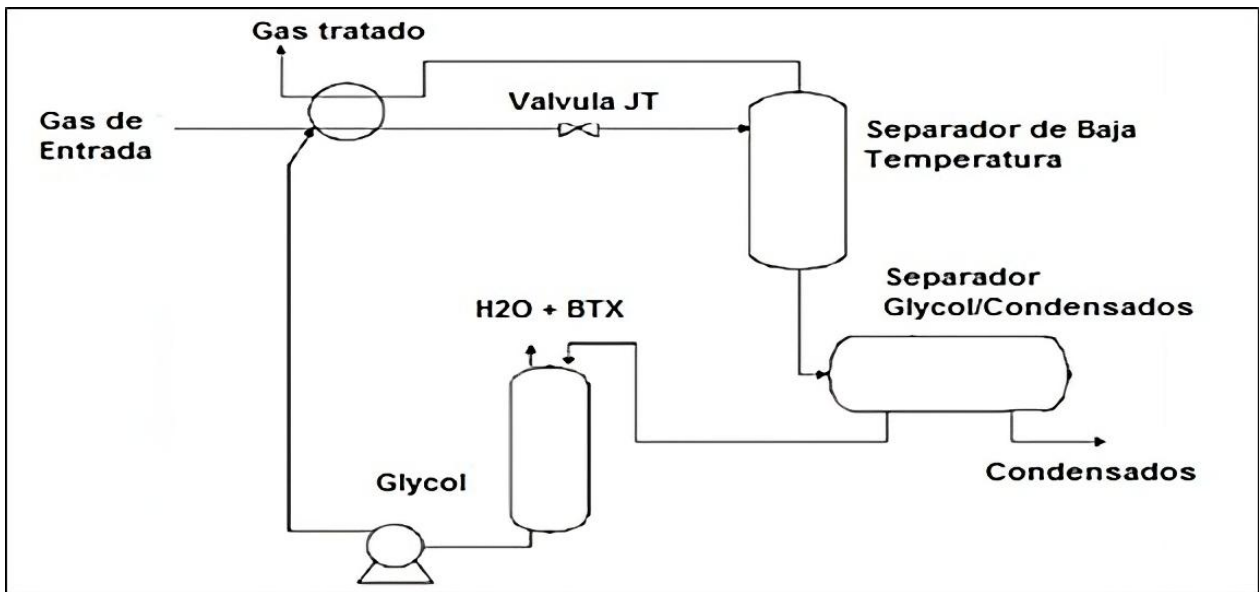 Gas tratado
Gas de
Entrada
Valvula JT
Separador de Baja
Temperatura
Separador
Glycol/Condensados
H2O + BTX
Glycol
Condensados